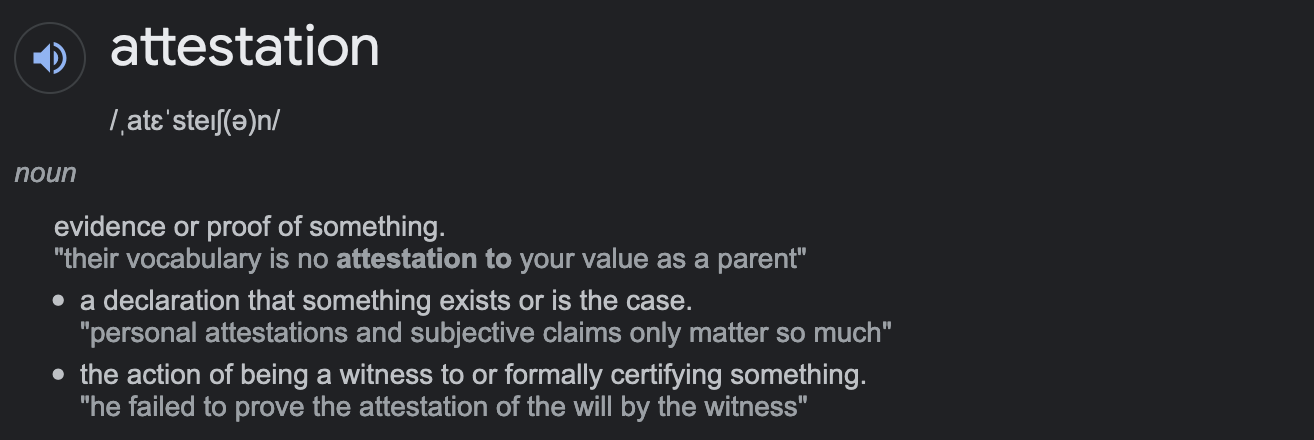 attestation
/ˌatɛˈsteɪʃ(ə)n/
noun
evidence or proof of something.
"their vocabulary is no attestation to your value as a parent"
• a declaration that something exists or is the case.
"personal attestations and subjective claims only matter so much"
• the action of being a witness to or formally certifying something.
"he failed to prove the attestation of the will by the witness"